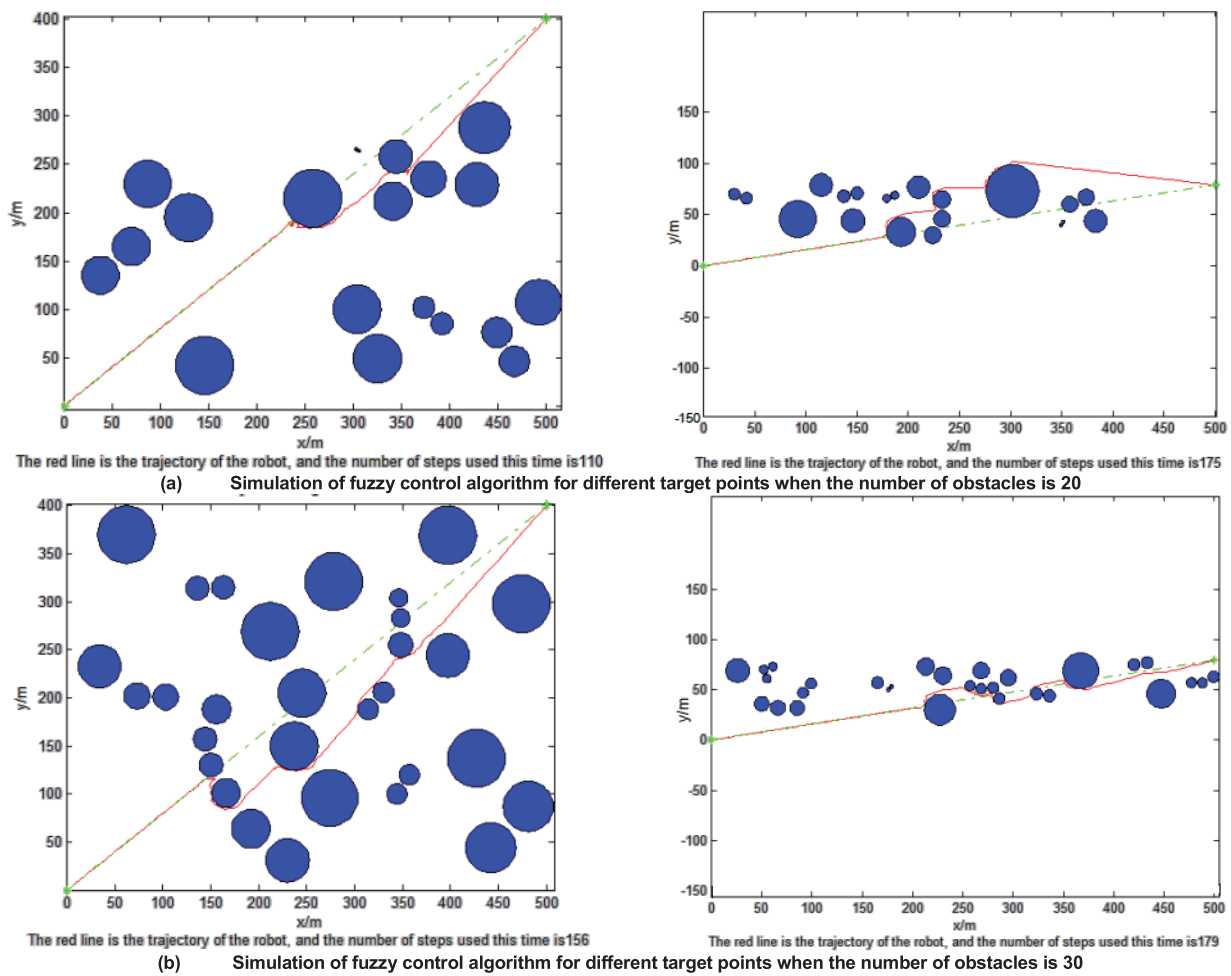 400
350
300
250
200
150
100
50
y/m
0 50 100 150 200 250 300 350 400 450 500
x/m
The red line is the trajectory of the robot, and the number of steps used this time is110
150
100
50
0
-50
-100
-150
y/m
0 50 100 150 200 250 300 350 400 450 500
x/m
The red line is the trajectory of the robot, and the number of steps used this time is175
(a) Simulation of fuzzy control algorithm for different target points when the number of obstacles is 20
400
350
300
250
200
150
100
50
y/m
0 50 100 150 200 250 300 350 400 450 500
x/m
The red line is the trajectory of the robot, and the number of steps used this time is156
150
100
50
0
-50
-100
-150
y/m
0 50 100 150 200 250 300 350 400 450 500
x/m
The red line is the trajectory of the robot, and the number of steps used this time is179
(b) Simulation of fuzzy control algorithm for different target points when the number of obstacles is 30